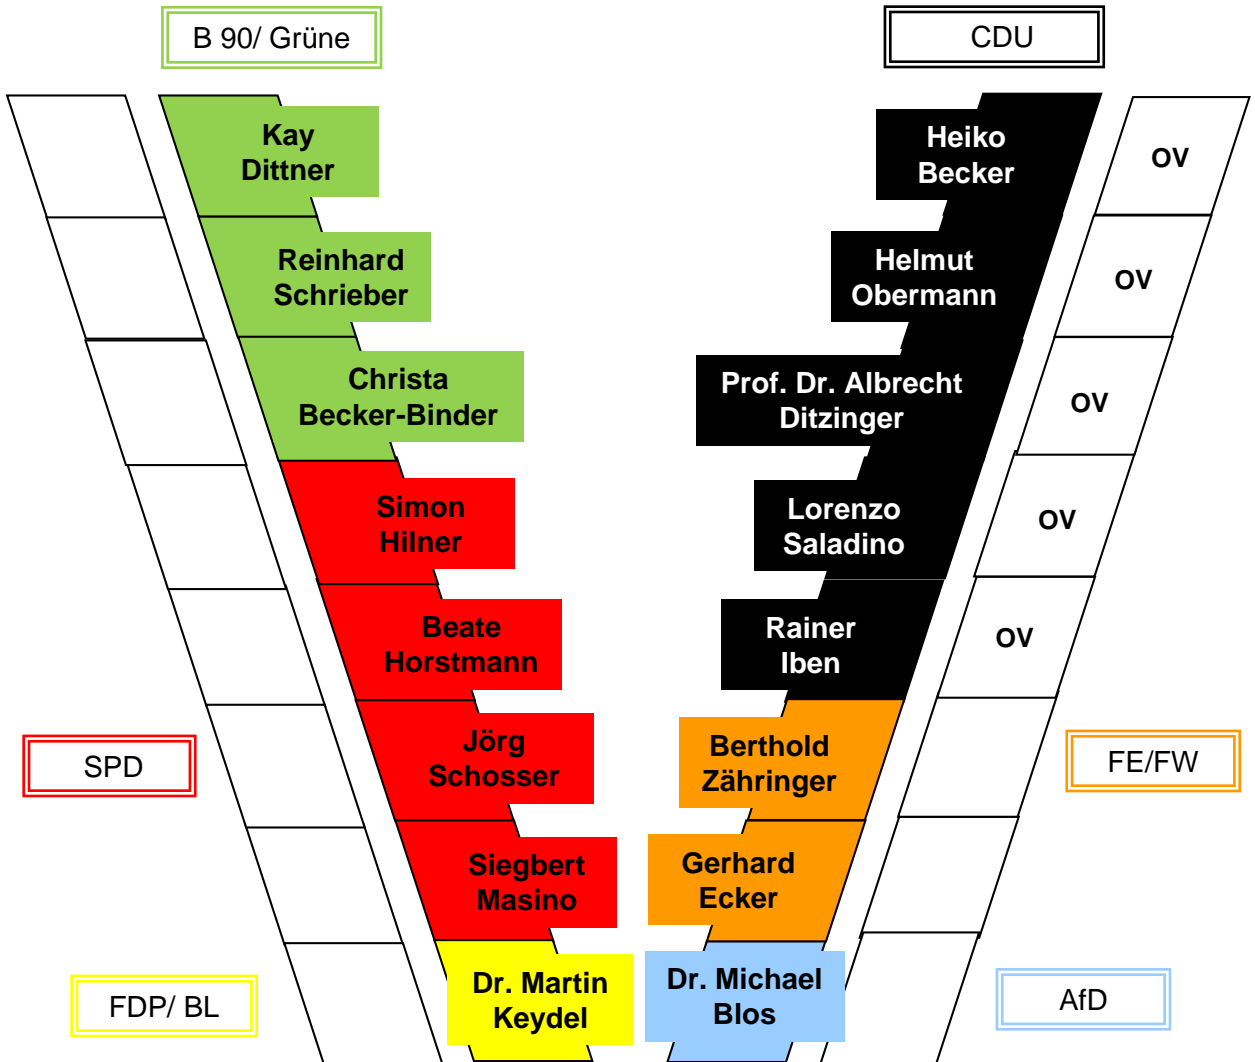 B 90/ Grüne
CDU
Kay
Dittner
Heiko
Becker
OV
Reinhard
Schrieber
Helmut
Obermann
OV
Christa
Becker-Binder
Prof. Dr. Albrecht
Ditzinger
OV
Simon
Hilner
Lorenzo
Saladino
OV
Beate
Horstmann
Rainer
Iben
OV
SPD
Jörg
Schosser
Berthold
Zähringer
FE/FW
Siegbert
Masino
Gerhard
Ecker
FDP/ BL
Dr. Martin
Keydel
Dr. Michael
Blos
AfD